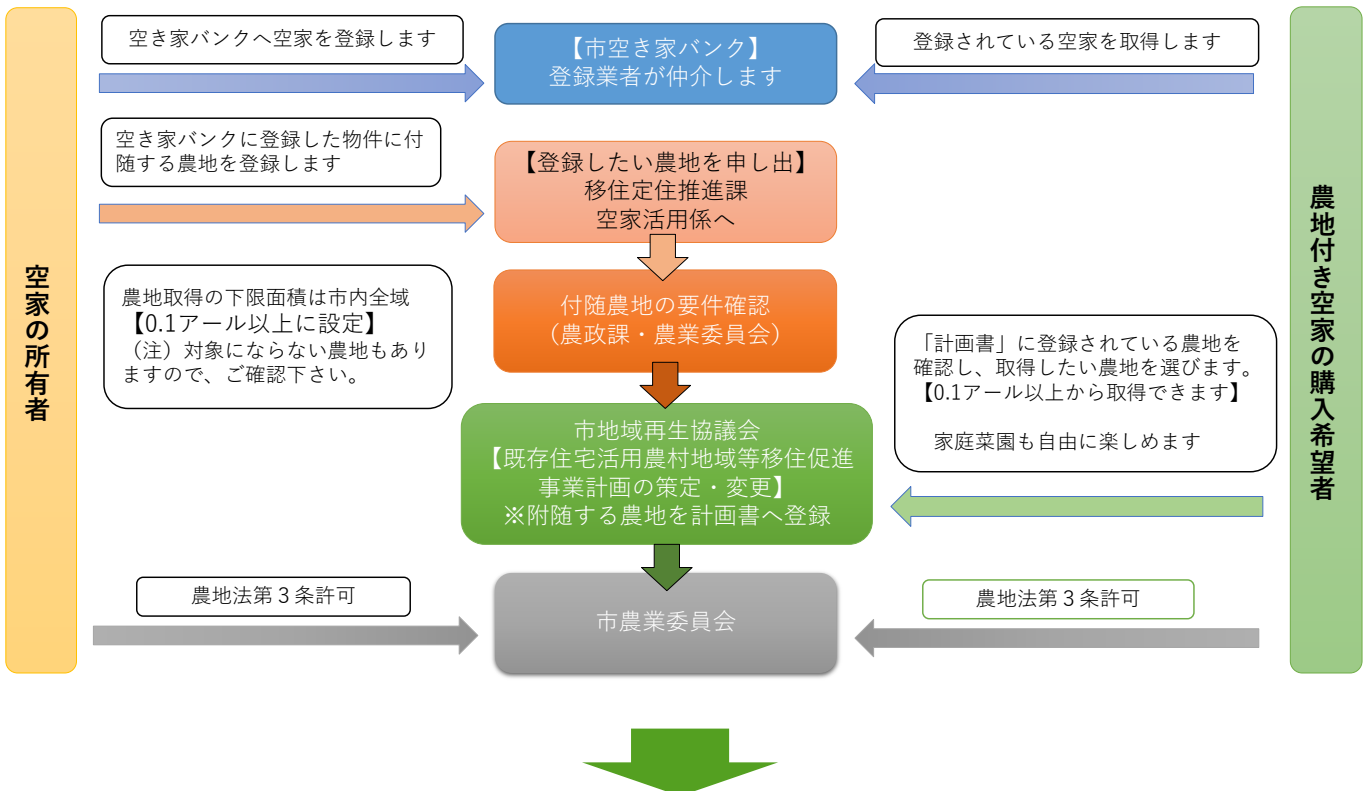 空家の所有者
空き家バンクへ空家を登録します
【市空き家バンク】
登録業者が仲介します
登録されている空家を取得します
空き家バンクに登録した物件に付
随する農地を登録します
【登録したい農地を申し出】
移住定住推進課
空家活用係へ
農地取得の下限面積は市内全域
【0.1アール以上に設定】
（注）対象にならない農地もあり
ますので、ご確認下さい。
付随農地の要件確認
（農政課・農業委員会）
「計画書」に登録されている農地を
確認し、取得したい農地を選びます。
【0.1アール以上から取得できます】
家庭菜園も自由に楽しめます
市地域再生協議会
【既存住宅活用農村地域等移住促進
事業計画の策定・変更】
※附随する農地を計画書へ登録
農地法第３条許可
市農業委員会
農地法第３条許可
農地付き空家の購入希望者